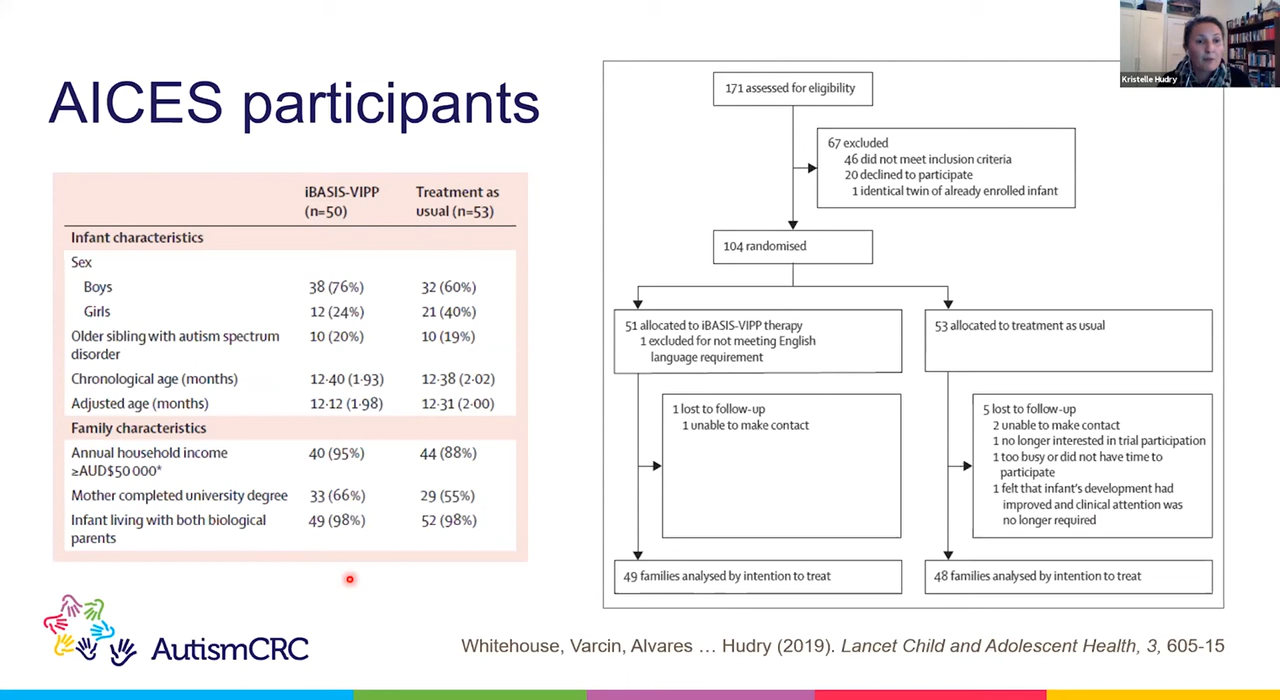 AICES participants
iBASIS-VIPP Treatment as
(n=50) usual (n=53)
Infant characteristics
Sex
Boys 38 (76%) 32 (60%)
Girls 12 (24%) 21 (40%)
Older sibling with autism spectrum 10 (20%) 10 (19%)
disorder
Chronological age (months) 12·40 (1·93) 12·38 (2·02)
Adjusted age (months) 12·12 (1·98) 12·31 (2·00)
Family characteristics
Annual household income 40 (95%) 44 (88%)
≥AUD$50 000*
Mother completed university degree 33 (66%) 29 (55%)
Infant living with both biological 49 (98%) 52 (98%)
parents
AutismCRC
171 assessed for eligibility
67 excluded
46 did not meet inclusion criteria
20 declined to participate
1 identical twin of already enrolled infant
104 randomised
51 allocated to iBASIS-VIPP therapy
1 excluded for not meeting English
language requirement
53 allocated to treatment as usual
1 lost to follow-up
1 unable to make contact
5 lost to follow-up
2 unable to make contact
1 no longer interested in trial participation
1 too busy or did not have time to
participate
1 felt that infant's development had
improved and clinical attention was
no longer required
49 families analysed by intention to treat
48 families analysed by intention to treat
Whitehouse, Varcin, Alvares … Hudry (2019). Lancet Child and Adolescent Health, 3, 605-15
Kristelle Hudry